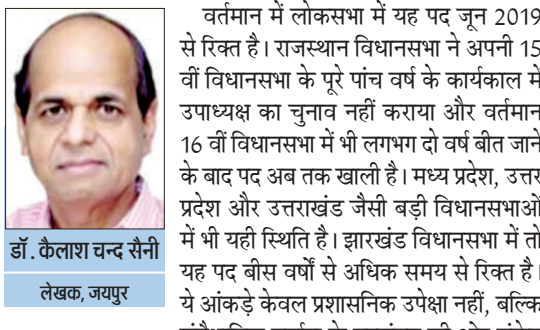 वर्तमान में लोकसभा में यह पद जून 2019
से रिक्त है। राजस्थान विधानसभा ने अपनी 15
वीं विधानसभा के पूरे पांच वर्ष के कार्यकाल में
उपाध्यक्ष का चुनाव नहीं कराया और वर्तमान
16 वीं विधानसभा में भी लगभग दो वर्ष बीत जाने
के बाद पद अब तक खाली है। मध्य प्रदेश, उत्तर
प्रदेश और उत्तराखंड जैसी बड़ी विधानसभाओं
में भी यही स्थिति है। झारखंड विधानसभा में तो
यह पद बीस वर्षों से अधिक समय से रिक्त है।
ये आंकड़े केवल प्रशासनिक उपेक्षा नहीं, बल्कि
डॉ. कैलाश चन्द सैनी
लेखक, जयपुर